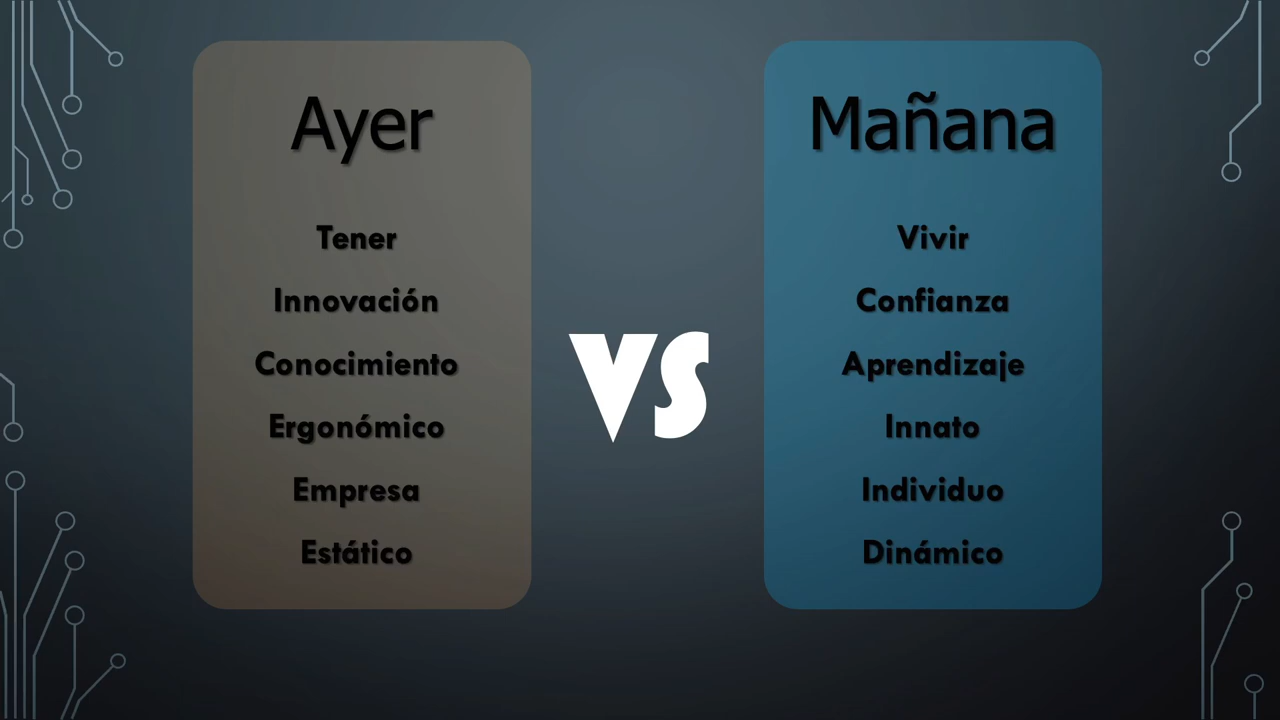 Ayer
Tener
Innovación
Conocimiento
Ergonómico
Empresa
Estático
VS
Mañana
Vivir
Confianza
Aprendizaje
Innato
Individuo
Dinámico